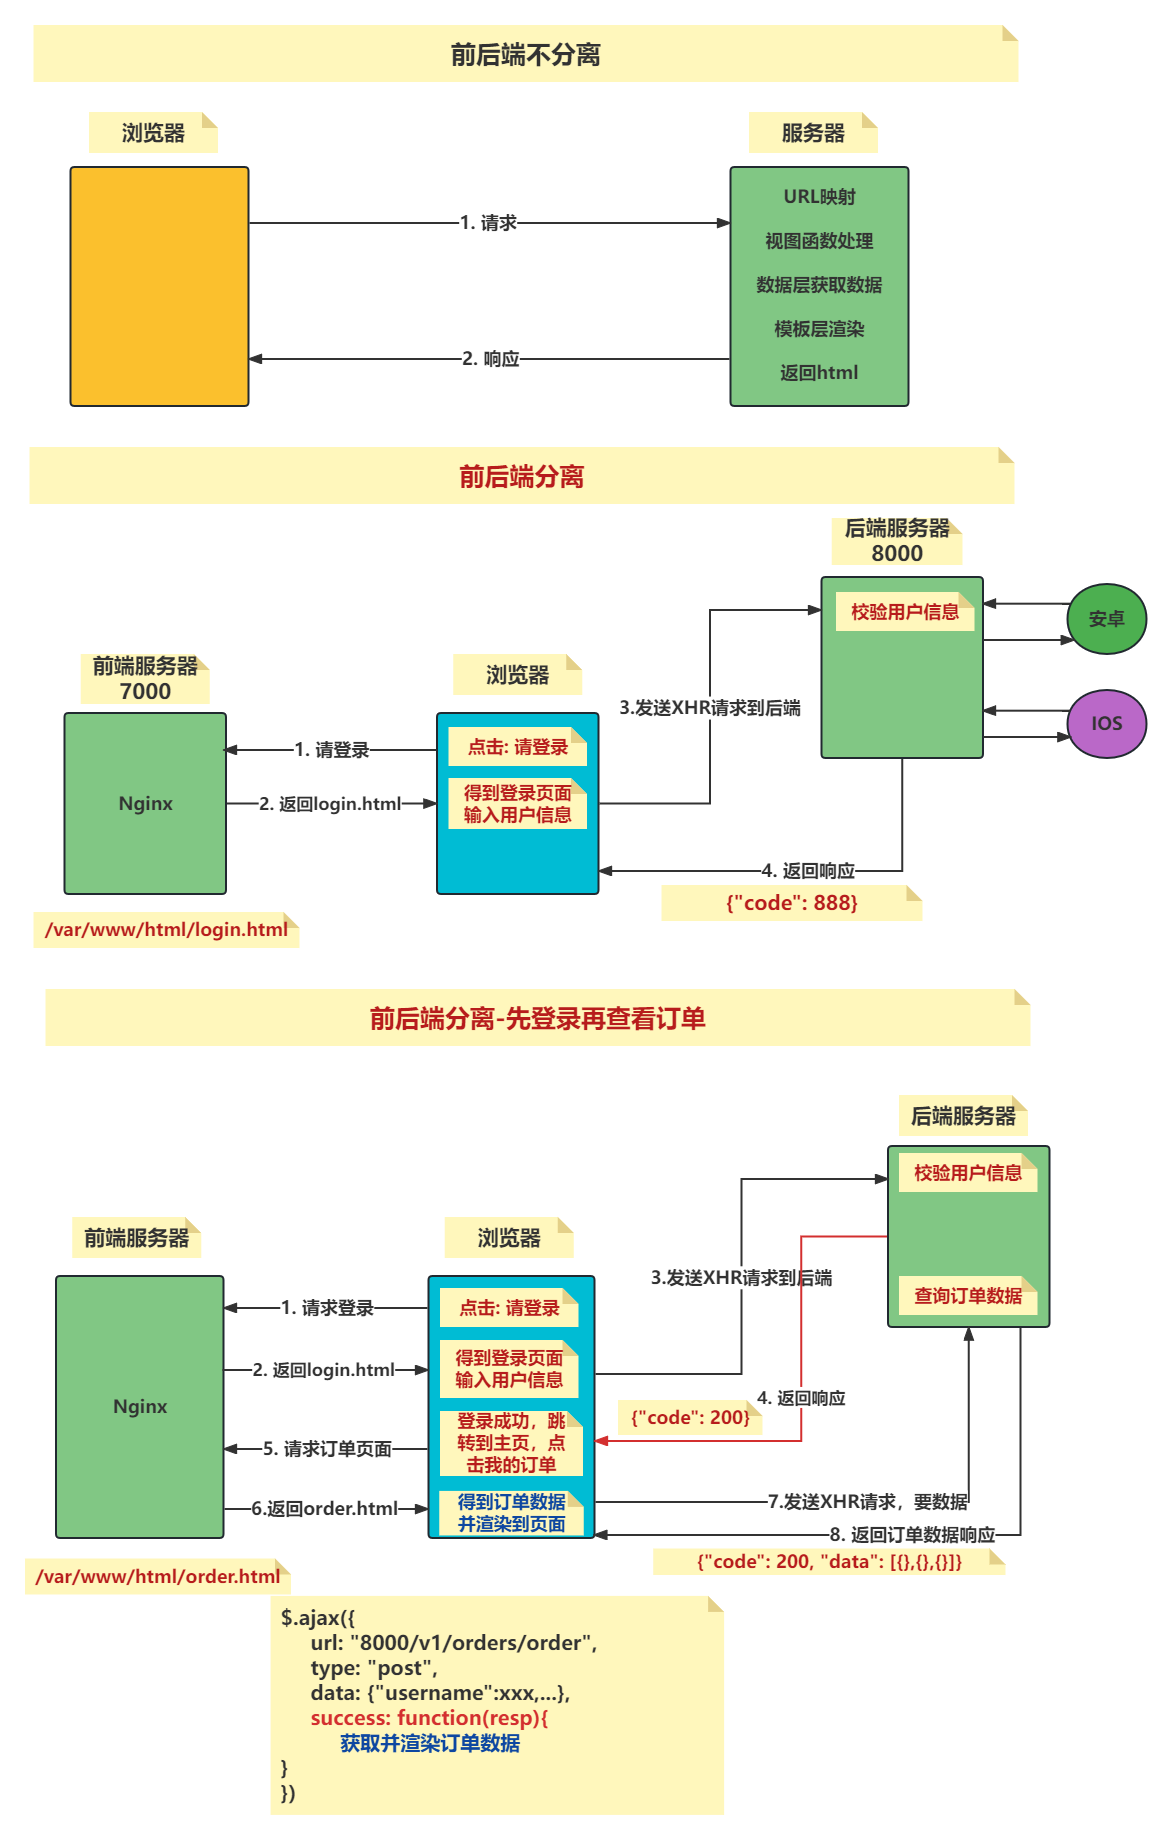 前后端不分离
浏览器
服务器
URL映射
1. 请求
视图函数处理
数据层获取数据
模板层渲染
2. 响应
返回html
前后端分离
后端服务器
8000
校验用户信息
安卓
前端服务器
7000
浏览器
3.发送XHR请求到后端
IOS
1. 请登录
点击: 请登录
Nginx
2. 返回login.html
得到登录页面
输入用户信息
4. 返回响应
{"code": 888}
/var/www/html/login.html
前后端分离-先登录再查看订单
后端服务器
校验用户信息
前端服务器
浏览器
3.发送XHR请求到后端
查询订单数据
1. 请求登录
点击: 请登录
2. 返回login.html
得到登录页面
输入用户信息
4. 返回响应
Nginx
{"code": 200}
登录成功，跳
转到主页，点
击我的订单
5. 请求订单页面
6.返回order.html
得到订单数据
并渲染到页面
7.发送XHR请求，要数据
8. 返回订单数据响应
{"code": 200, "data": [{},{},{}]}
/var/www/html/order.html
$.ajax({
url: "8000/v1/orders/order",
type: "post",
data: {"username":xxx,...},
success: function(resp){
获取并渲染订单数据
}
})